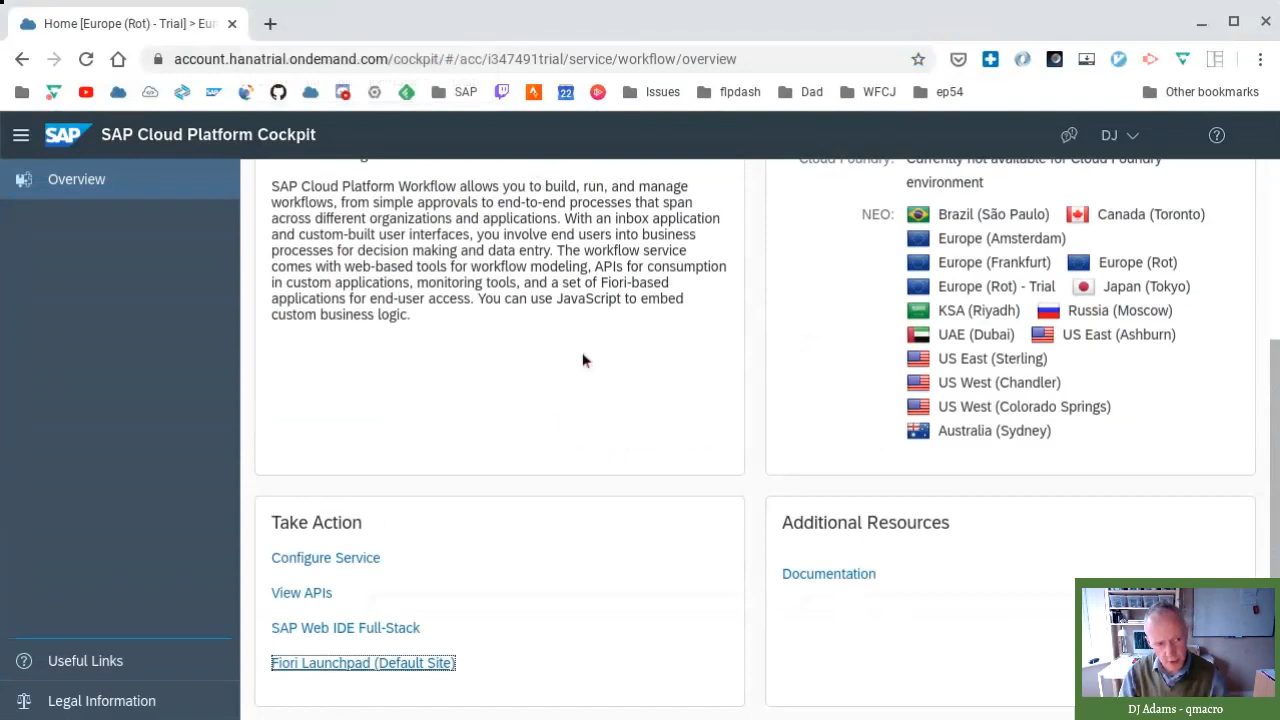 Home [Europe (Rot) - Trial] > Eur
account.hanatrial.ondemand.com/cockpit/#/acc/i347491trial/service/workflow/overview
SAP
22
Issues
flpdash
Dad
WFCJ
ep54
Other bookmarks
SAP
SAP Cloud Platform Cockpit
DJ
Overview
Cloud Foundry: Currently not available for Cloud Foundry
environment
SAP Cloud Platform Workflow allows you to build, run, and manage
workflows, from simple approvals to end-to-end processes that span
across different organizations and applications. With an inbox application
and custom-built user interfaces, you involve end users into business
processes for decision making and data entry. The workflow service
comes with web-based tools for workflow modeling, APIs for consumption
in custom applications, monitoring tools, and a set of Fiori-based
applications for end-user access. You can use JavaScript to embed
custom business logic.
NEO: Brazil (São Paulo) Canada (Toronto)
Europe (Amsterdam)
Europe (Frankfurt) Europe (Rot)
Europe (Rot) - Trial Japan (Tokyo)
KSA (Riyadh) Russia (Moscow)
UAE (Dubai) US East (Ashburn)
US East (Sterling)
US West (Chandler)
US West (Colorado Springs)
Australia (Sydney)
Take Action
Configure Service
View APIs
SAP Web IDE Full-Stack
Fiori Launchpad (Default Site)
Additional Resources
Documentation
Useful Links
Legal Information
DJ Adams - qmacro